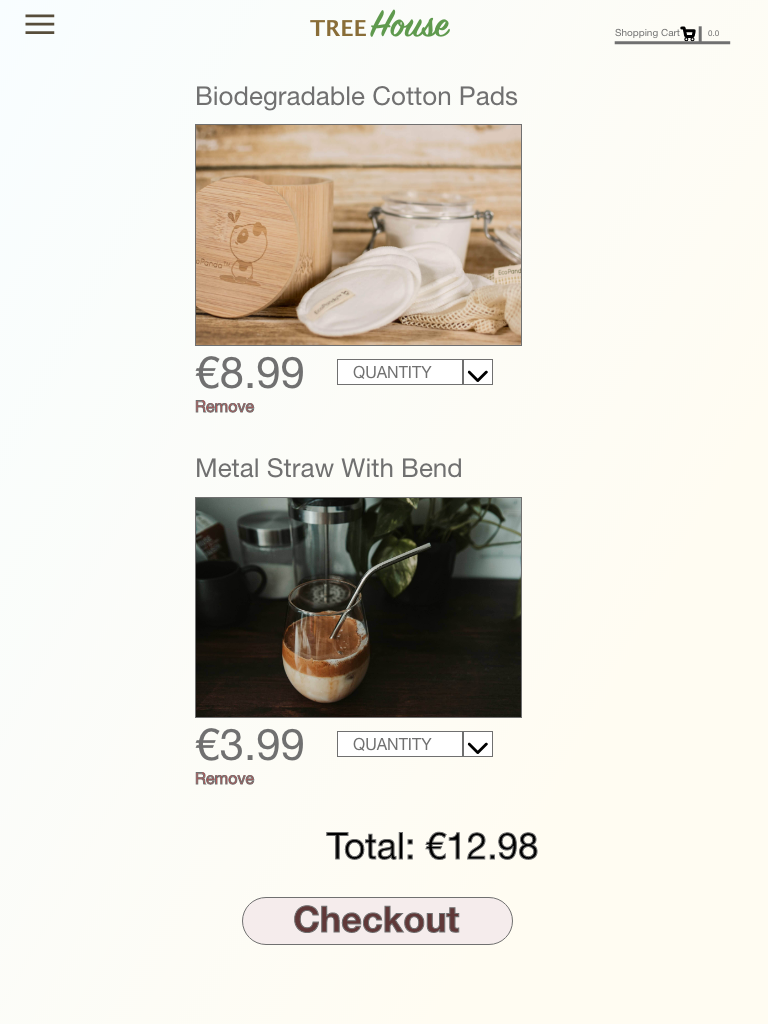 TREE House
Shopping Cart 0.0
Biodegradable Cotton Pads
EcoPanda
€8.99 QUANTITY
Remove
Metal Straw With Bend
€3.99 QUANTITY
Remove
Total: €12.98
Checkout